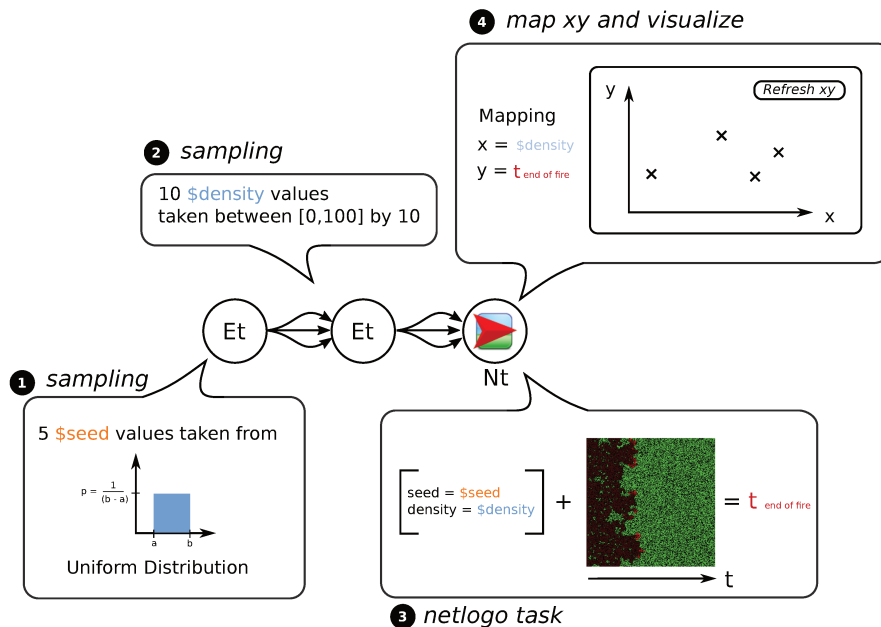 4 map xy and visualize
Refresh xy
y
Mapping
x = $density
y = t end of fire
x
2 sampling
10 $density values
taken between [0,100] by 10
Et
Et
Nt
1 sampling
5 $seed values taken from
p = 1
(b - a)
a b
Uniform Distribution
seed = $seed
density = $density
+
= t end of fire
t
3 netlogo task